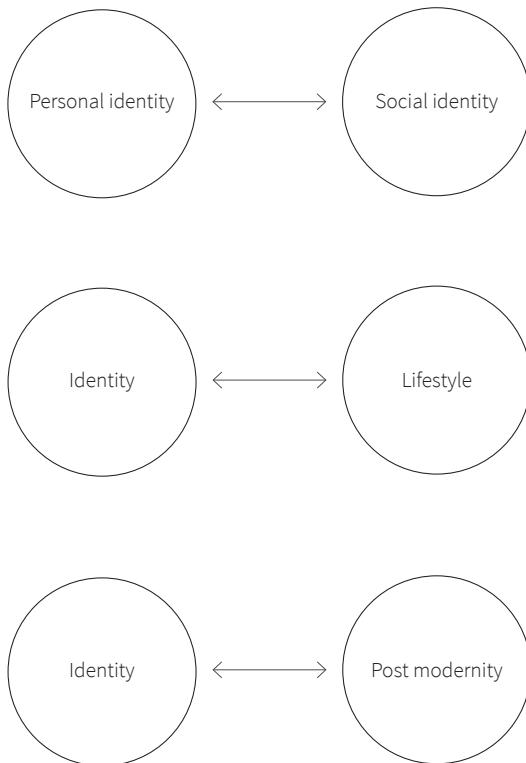 Personal identity
Social identity
Identity
Lifestyle
Identity
Post modernity